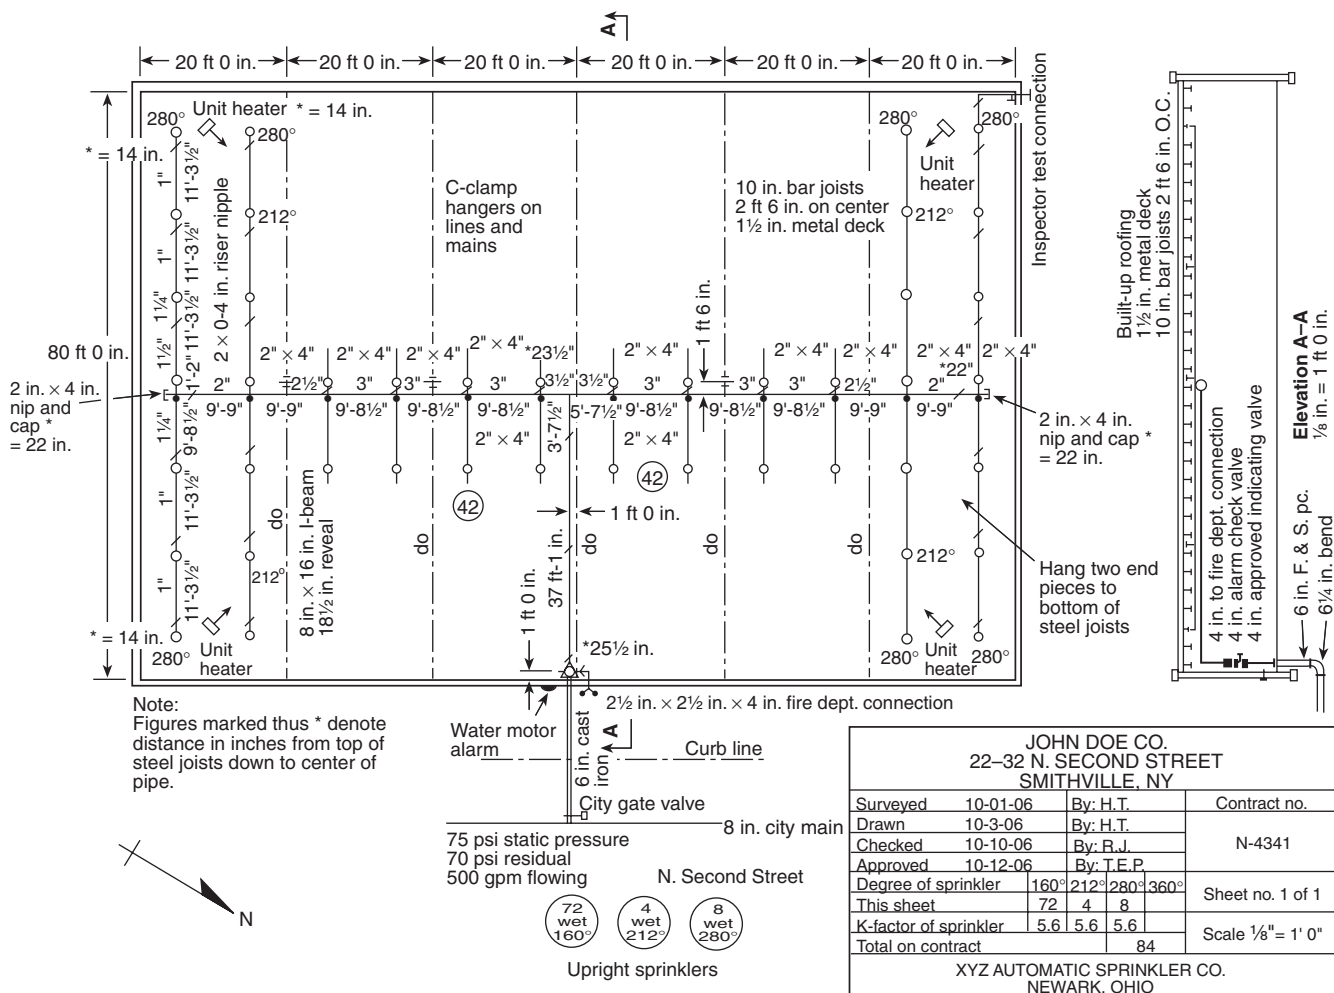 A
20 ft 0 in.
20 ft 0 in.
20 ft 0 in.
20 ft 0 in.
20 ft 0 in.
20 ft 0 in.
280°
Unit heater * = 14 in.
280°
* = 14 in.
280°
Unit
heater
280°
Inspector test connection
C-clamp
hangers on
lines and
mains
10 in. bar joists
2 ft 6 in. on center
1½ in. metal deck
1"
11'-3½"
212°
212°
2 × 0-4 in. riser nipple
1"
11'-3½"
1¼"
11'-3½"
1½"
1'-2"
80 ft 0 in.
1 ft 6 in.
2" × 4"
2" × 4"
2" × 4"
2" × 4"
*23½"
2" × 4"
2" × 4"
2" × 4"
2" × 4"
2" × 4"
*22"
2"
2½"
3"
3"
3"
3½"
3½"
3"
3"
3"
2½"
2"
2 in. × 4 in.
nip and
cap *
= 22 in.
9'-9"
9'-9"
9'-8½"
9'-8½"
9'-8½"
5'-7½"
9'-8½"
9'-8½"
9'-8½"
9'-9"
9'-9"
2 in. × 4 in.
nip and cap *
= 22 in.
1¼"
9'-8½"
3'-7½"
2" × 4"
2" × 4"
42
42
1"
11'-3½"
1 ft 0 in.
do
do
do
do
do
8 in. × 16 in. I-beam
18½ in. reveal
37 ft-1 in.
1 ft 0 in.
212°
212°
1"
11'-3½"
Hang two end
pieces to
bottom of
steel joists
* = 14 in.
280°
Unit
heater
*25½ in.
Unit
heater
280°
2½ in. × 2½ in. × 4 in. fire dept. connection
Note:
Figures marked thus * denote
distance in inches from top of
steel joists down to center of
pipe.
Water motor
alarm
A
6 in. cast
iron
Curb line
City gate valve
8 in. city main
75 psi static pressure
70 psi residual
500 gpm flowing
N. Second Street
N
72
wet
160°
4
wet
212°
8
wet
280°
Upright sprinklers
Built-up roofing
1½ in. metal deck
10 in. bar joists 2 ft 6 in. O.C.
4 in. to fire dept. connection
4 in. alarm check valve
4 in. approved indicating valve
Elevation A–A
⅛ in. = 1 ft 0 in.
6 in. F. & S. pc.
6¼ in. bend
JOHN DOE CO.
22–32 N. SECOND STREET
SMITHVILLE, NY
Surveyed 10-01-06 By: H.T. Contract no.
Drawn 10-3-06 By: H.T.
Checked 10-10-06 By: R.J. N-4341
Approved 10-12-06 By: T.E.P.
Degree of sprinkler 160° 212° 280° 360° Sheet no. 1 of 1
This sheet 72 4 8
K-factor of sprinkler 5.6 5.6 5.6 Scale ⅛"= 1' 0"
Total on contract 84
XYZ AUTOMATIC SPRINKLER CO.
NEWARK, OHIO